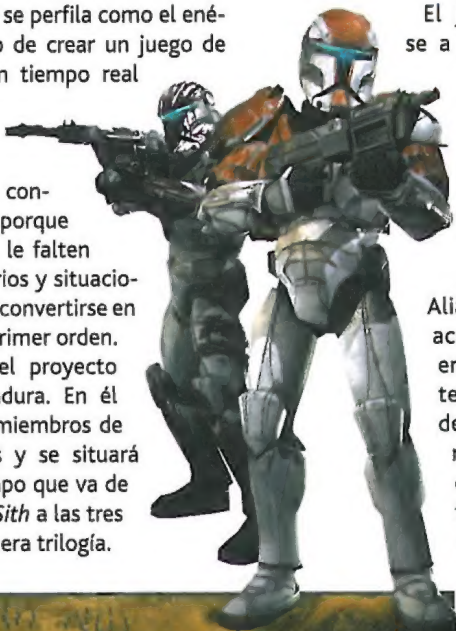 se perfila como el ené-
o de crear un juego de
n tiempo real
con-
porque
le falten
rios y situacio-
convertirse en
rimer orden.
el proyecto
dura. En él
miembros de
s y se situará
po que va de
Sith a las tres
era trilogía.
El
se a
Alia
ac
en
te
de